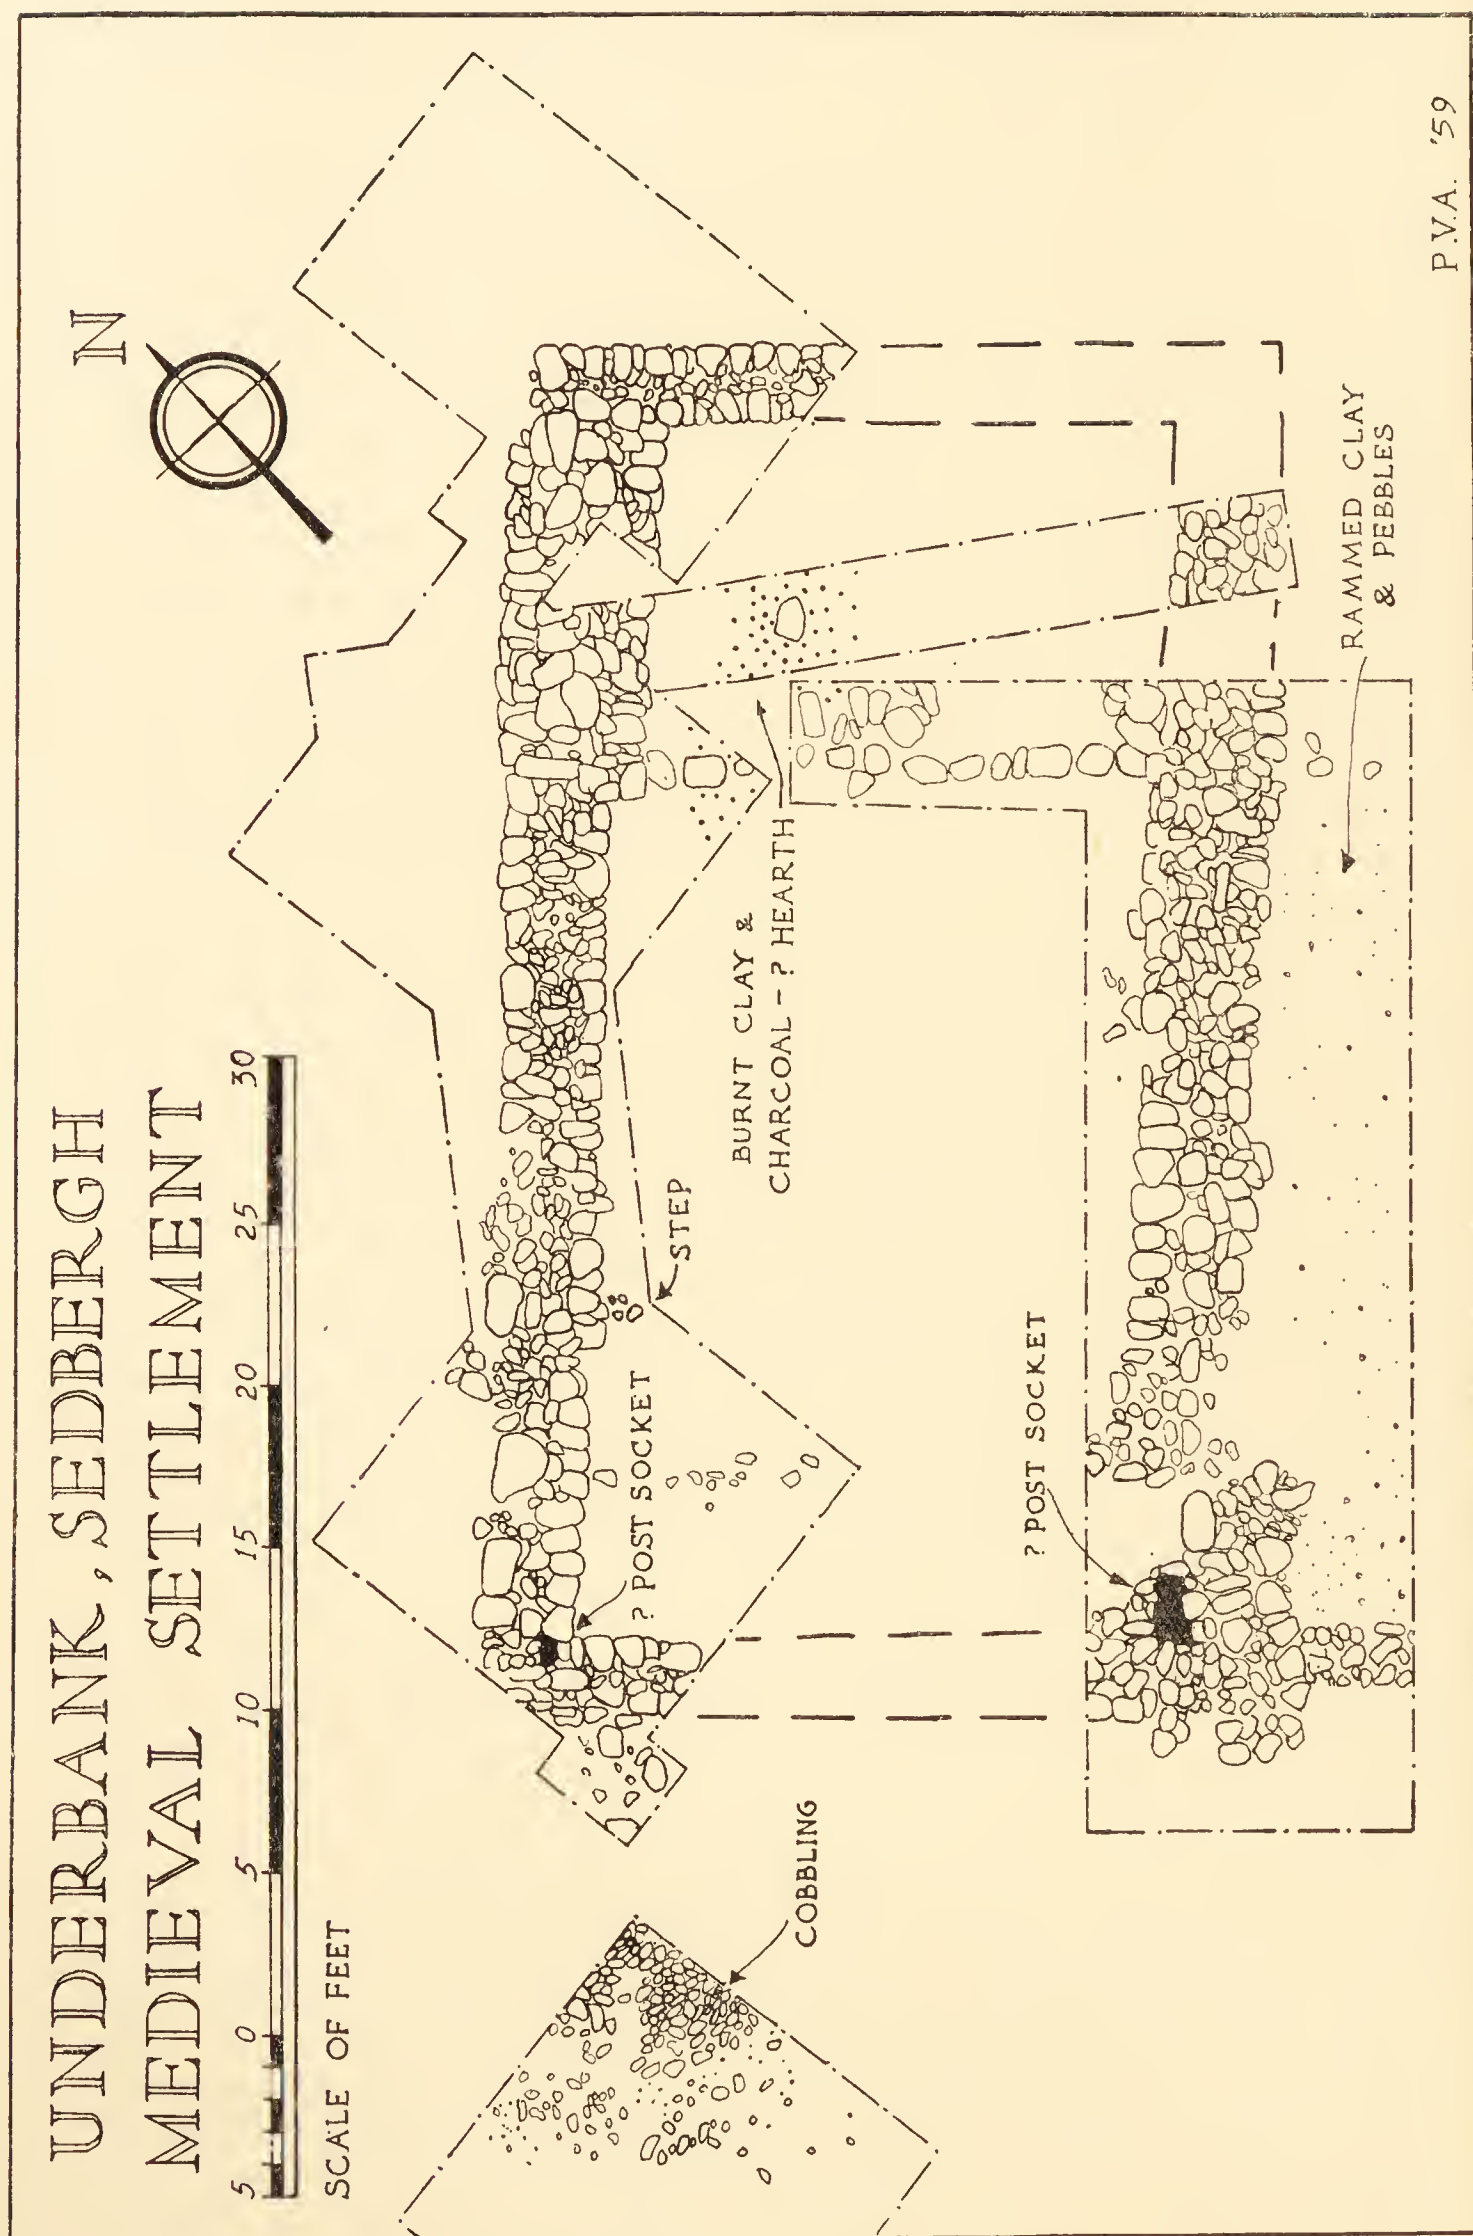 UNDERBANK, SEDBERGH
MEDIEVAL SETTLEMENT
5 0 5 10 15 20 25 30
SCALE OF FEET
N
COBBLING
? POST SOCKET
STEP
BURNT CLAY &
CHARCOAL - ? HEARTH
? POST SOCKET
RAMMED CLAY
& PEBBLES
P.V.A. '59